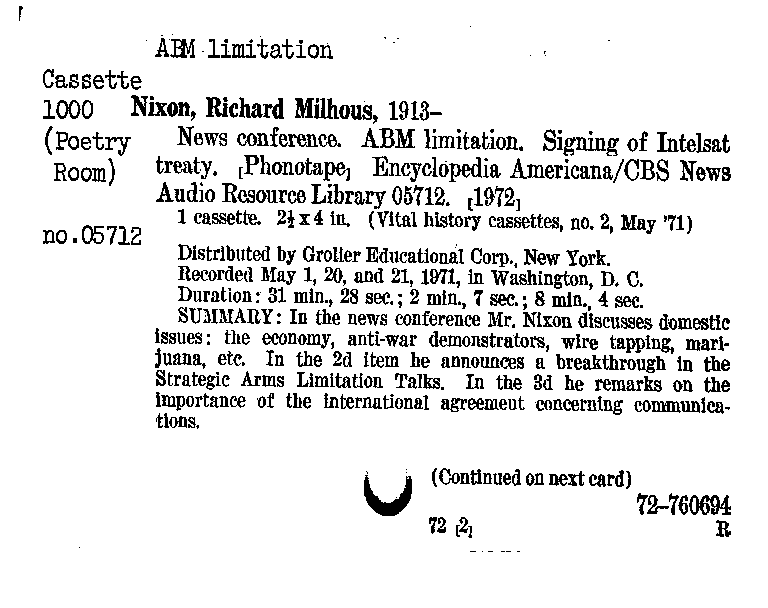 ABM limitation
Cassette
1000 Nixon, Richard Milhous, 1913–
(Poetry News conference. ABM limitation. Signing of Intelsat
Room) treaty. [Phonotape] Encyclopedia Americana/CBS News
Audio Resource Library 05712. [1972]
1 cassette. 2½ x 4 in. (Vital history cassettes, no. 2, May '71)
no.05712
Distributed by Grolier Educational Corp., New York.
Recorded May 1, 20, and 21, 1971, in Washington, D. C.
Duration: 31 min., 28 sec.; 2 min., 7 sec.; 8 min., 4 sec.
SUMMARY: In the news conference Mr. Nixon discusses domestic
issues: the economy, anti-war demonstrators, wire tapping, mari-
juana, etc. In the 2d item he announces a breakthrough in the
Strategic Arms Limitation Talks. In the 3d he remarks on the
importance of the international agreement concerning communica-
tions.
(Continued on next card)
72–760694
72 [2] R